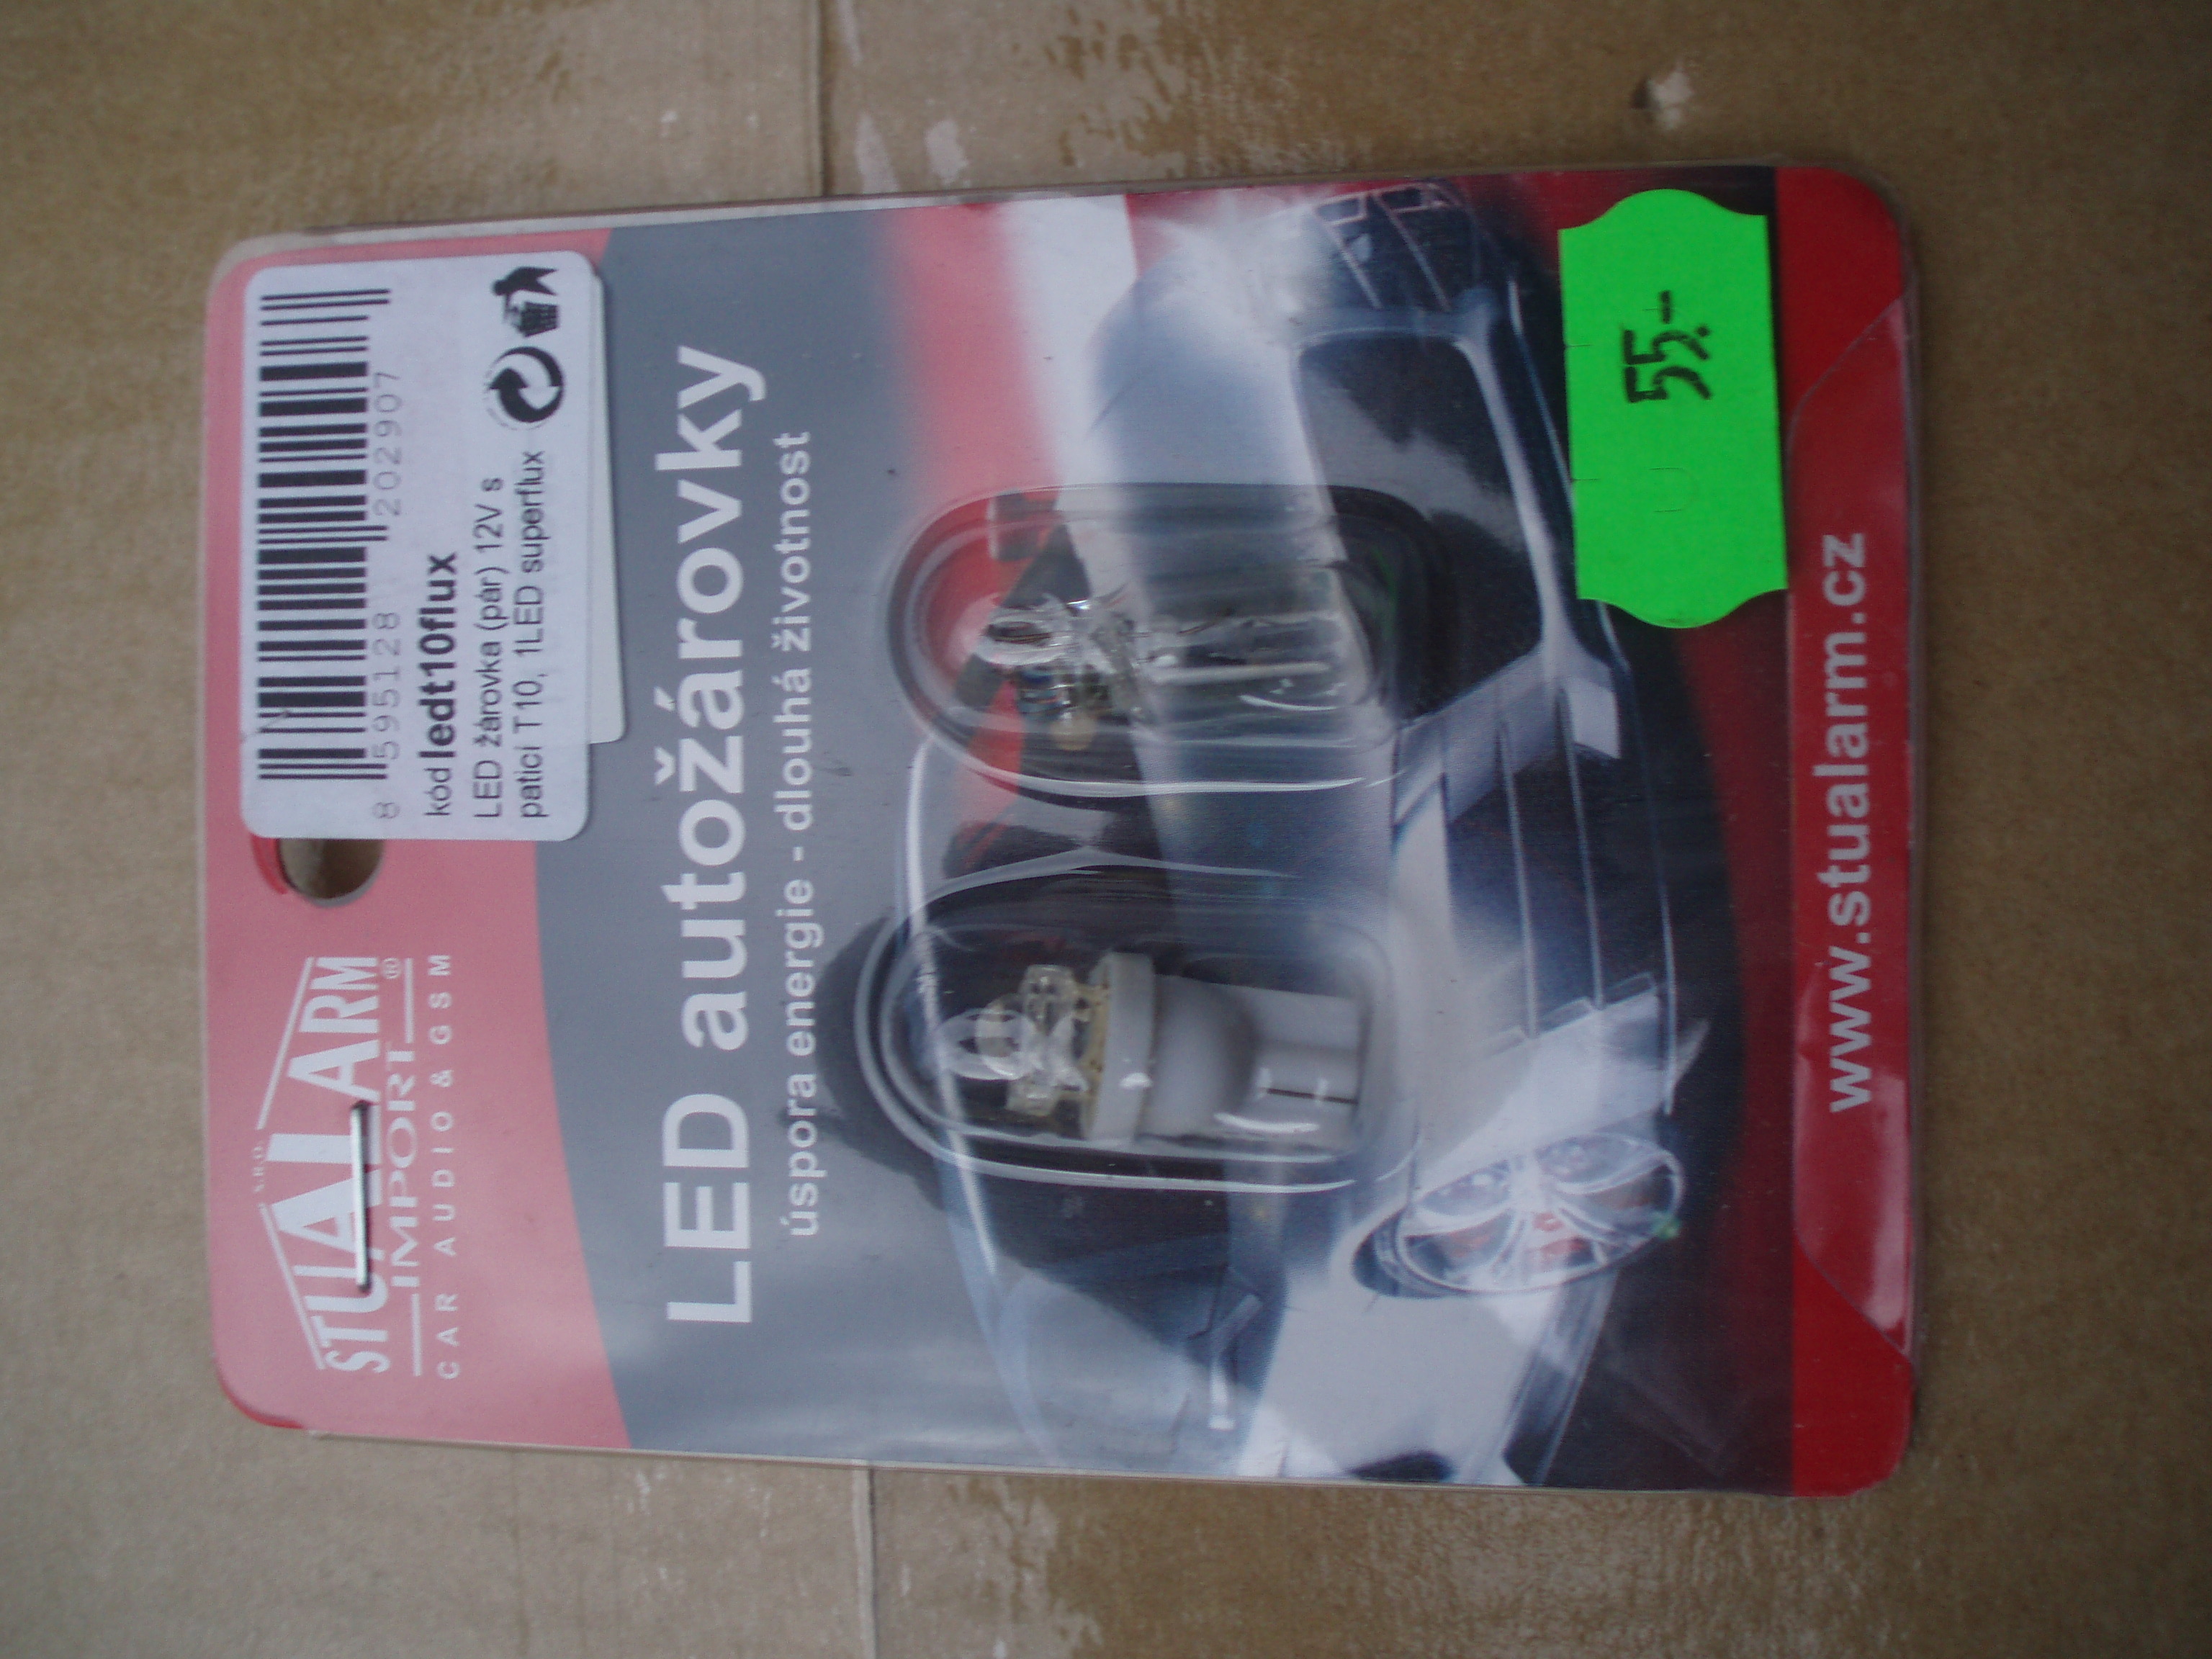 s.r.o.
STUALARM
IMPORT®
CAR AUDIO & GSM
8 595128 202907
kód ledt10flux
LED žárovka (pár) 12V s
paticí T10, 1LED superflux
LED autožárovky
úspora energie - dlouhá životnost
55.-
www.stualarm.cz